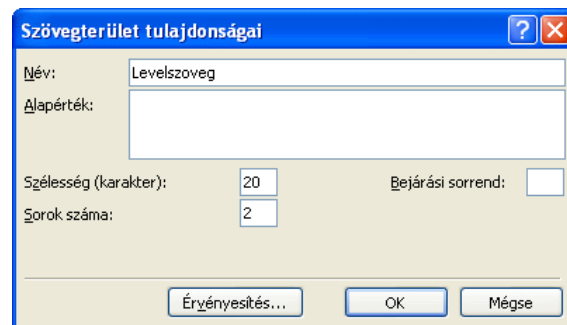 Szövegterület tulajdonságai
Név: Levelszoveg
Alapérték:
Szélesség (karakter): 20 Bejárási sorrend:
Sorok száma: 2
Érvényesítés... OK Mégse